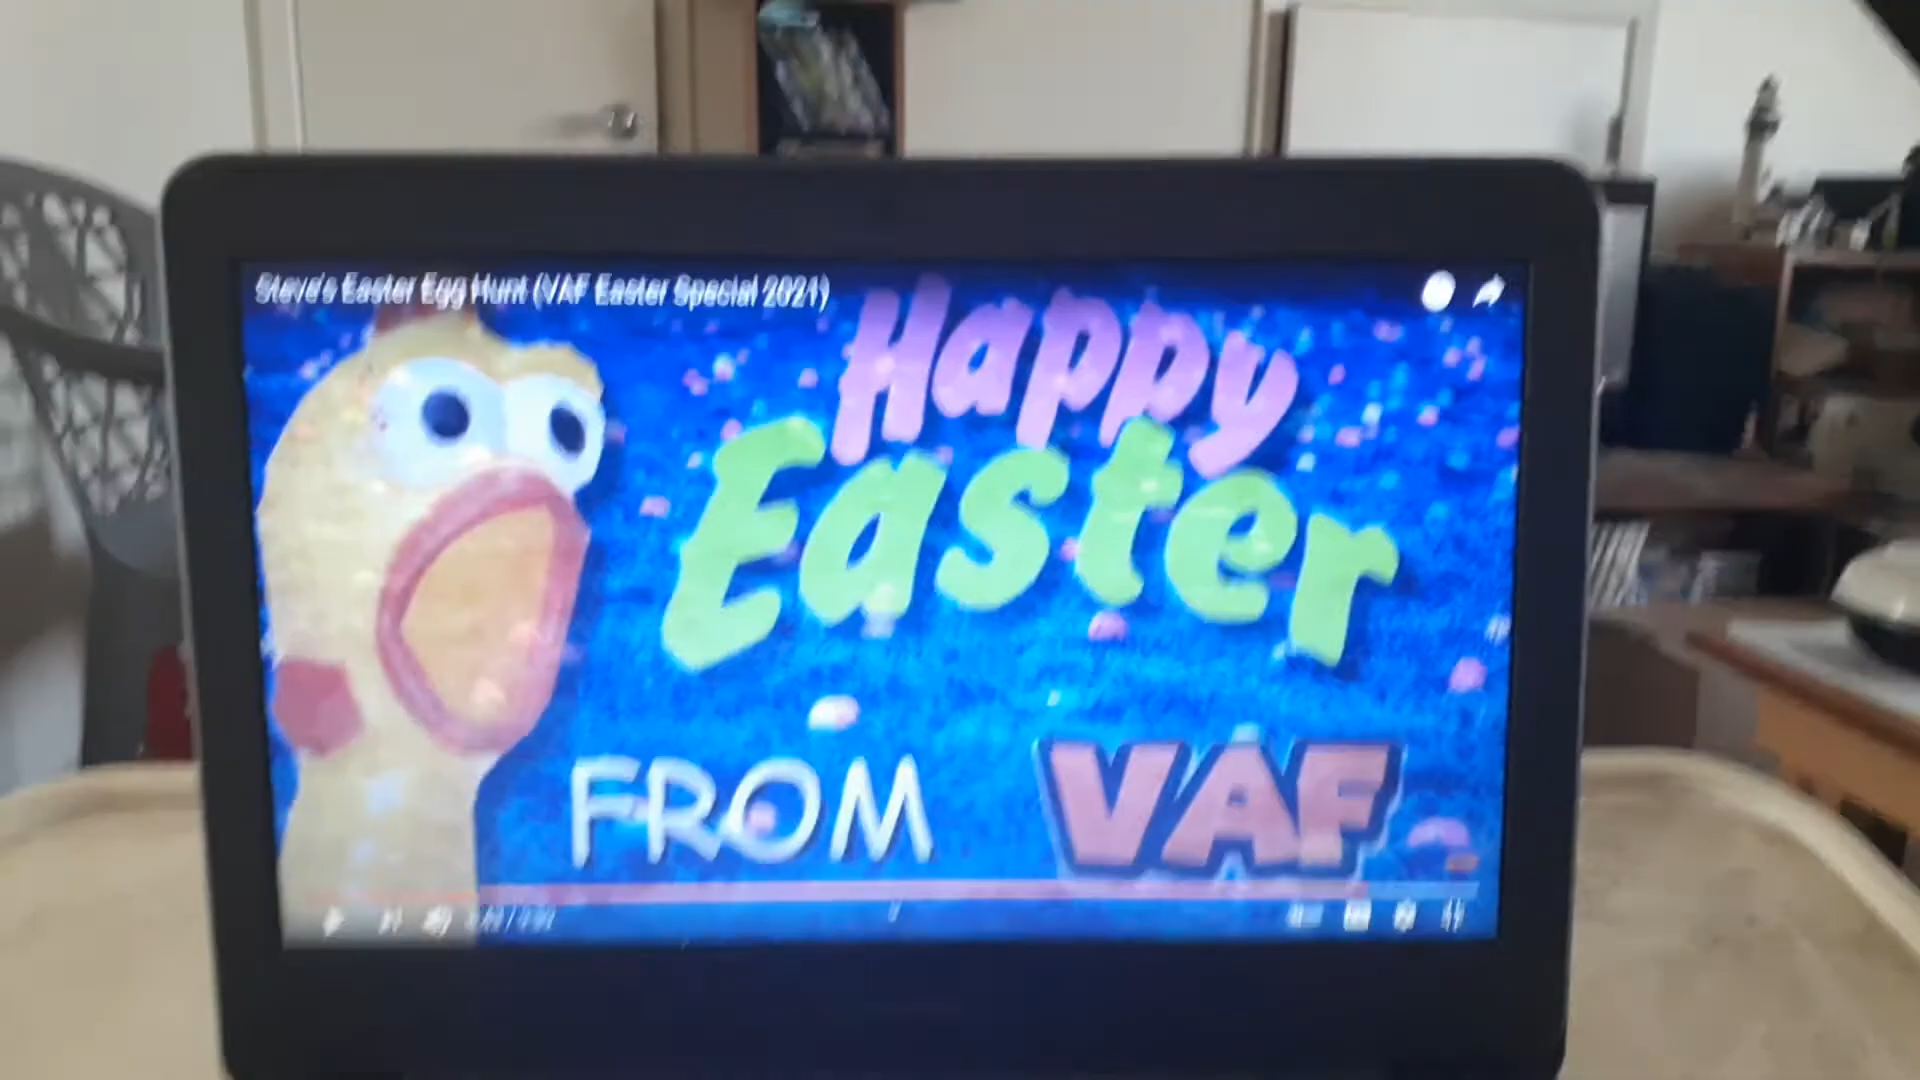 Steve's Easter Egg Hunt (VAF Easter Special 2021)
Happy
Easter
FROM VAF